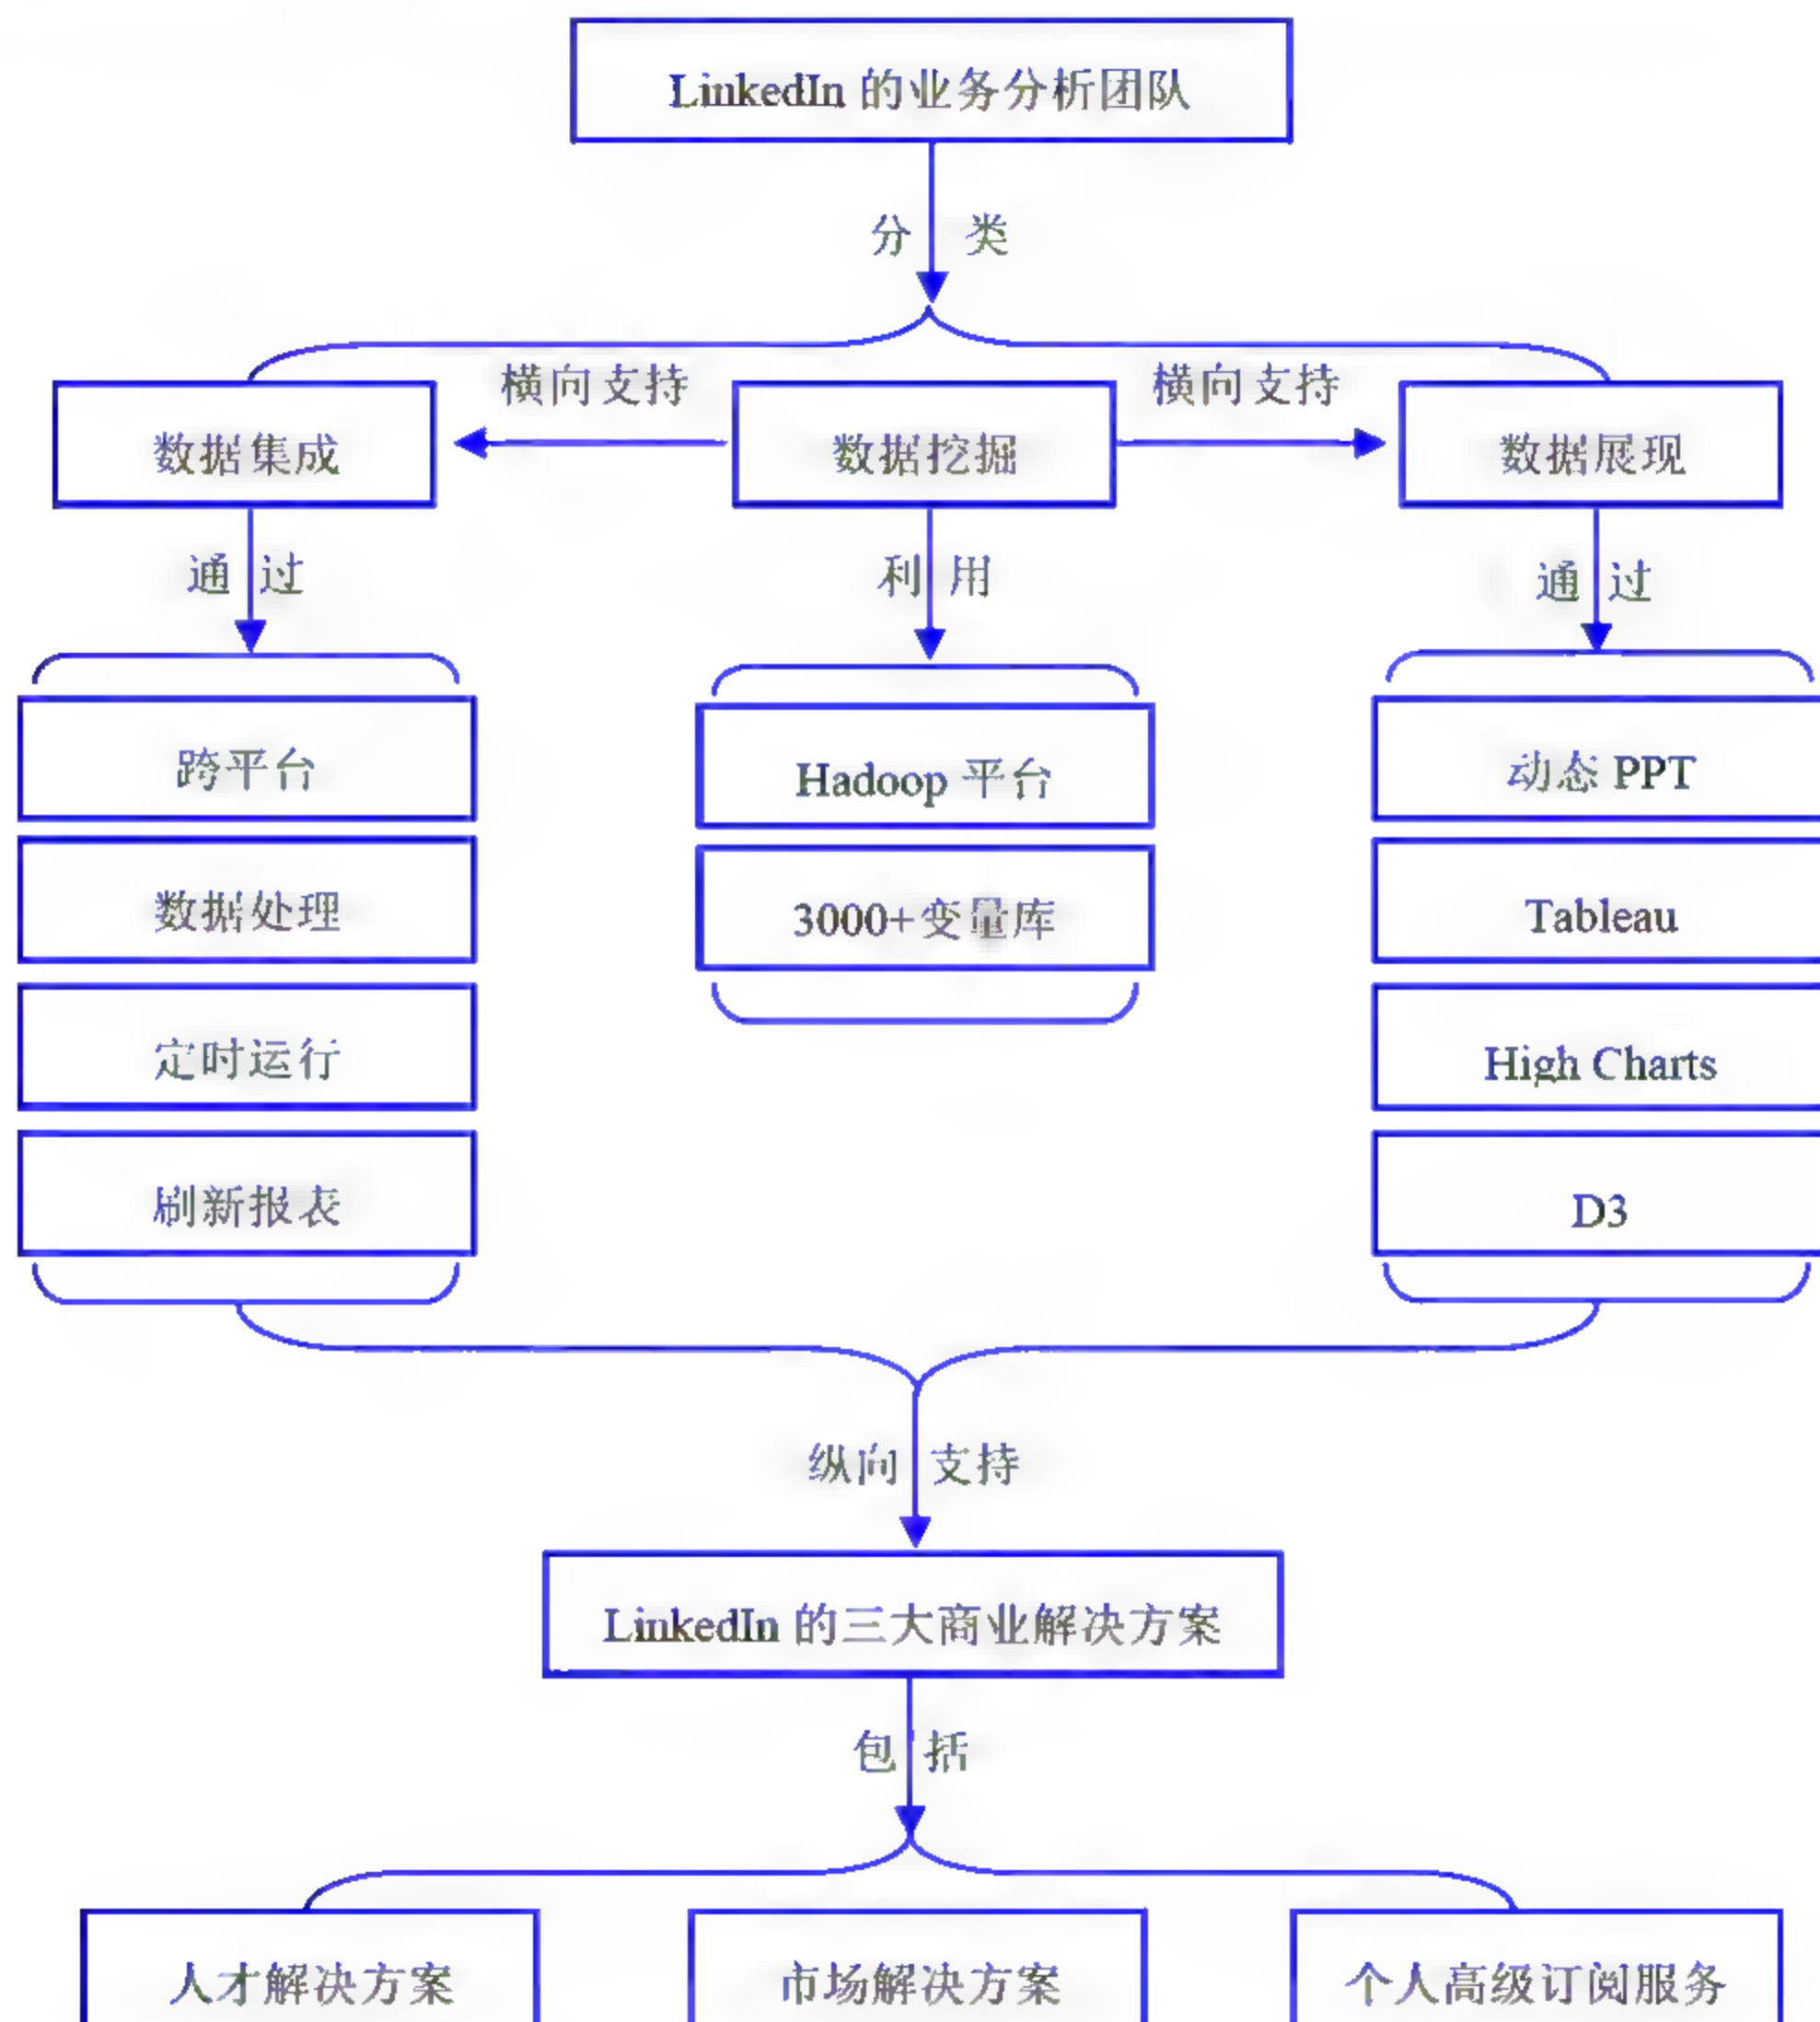 LinkedIn 的业务分析团队
分 类
横向支持 横向支持
数据集成 数据挖掘 数据展现
通 过 利 用 通 过
跨平台 Hadoop 平台 动态 PPT
数据处理 3000+变量库 Tableau
定时运行 High Charts
刷新报表 D3
纵向 支持
LinkedIn 的三大商业解决方案
包 括
人才解决方案 市场解决方案 个人高级订阅服务